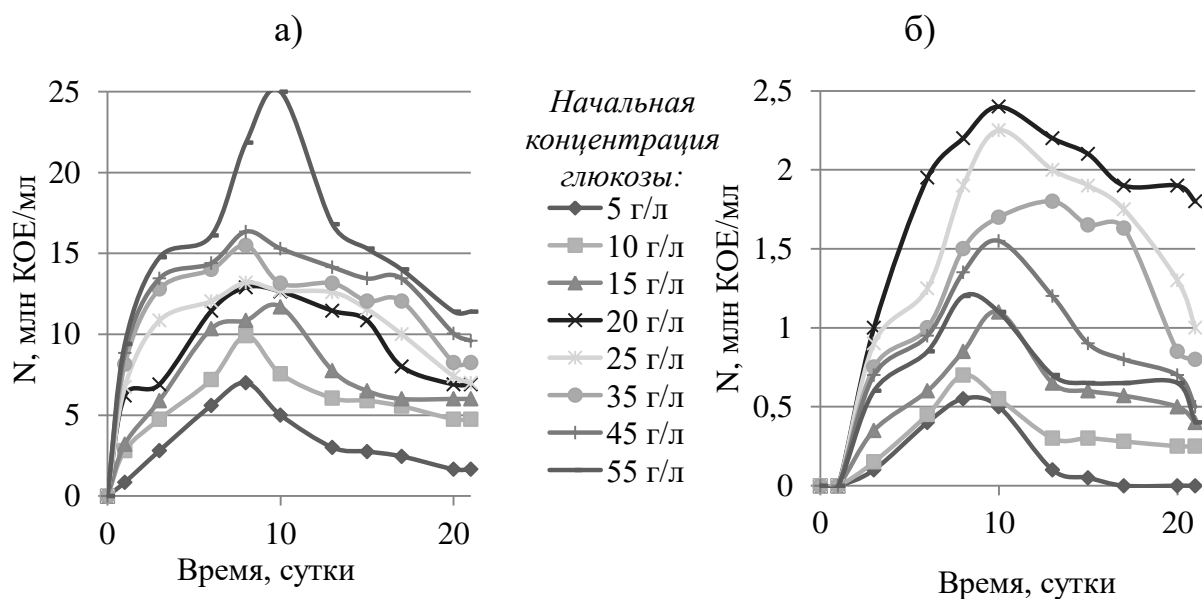 а)
N, млн КОЕ/мл
25
20
15
10
5
0
0
10
20
Время, сутки
Начальная
концентрация
глюкозы:
5 г/л
10 г/л
15 г/л
20 г/л
25 г/л
35 г/л
45 г/л
55 г/л
б)
N, млн КОЕ/мл
2,5
2
1,5
1
0,5
0
0
10
20
Время, сутки